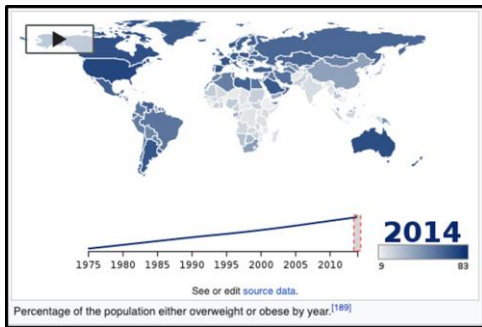 2014
9 83
1975 1980 1985 1990 1995 2000 2005 2010
See or edit source data.
Percentage of the population either overweight or obese by year.[189]